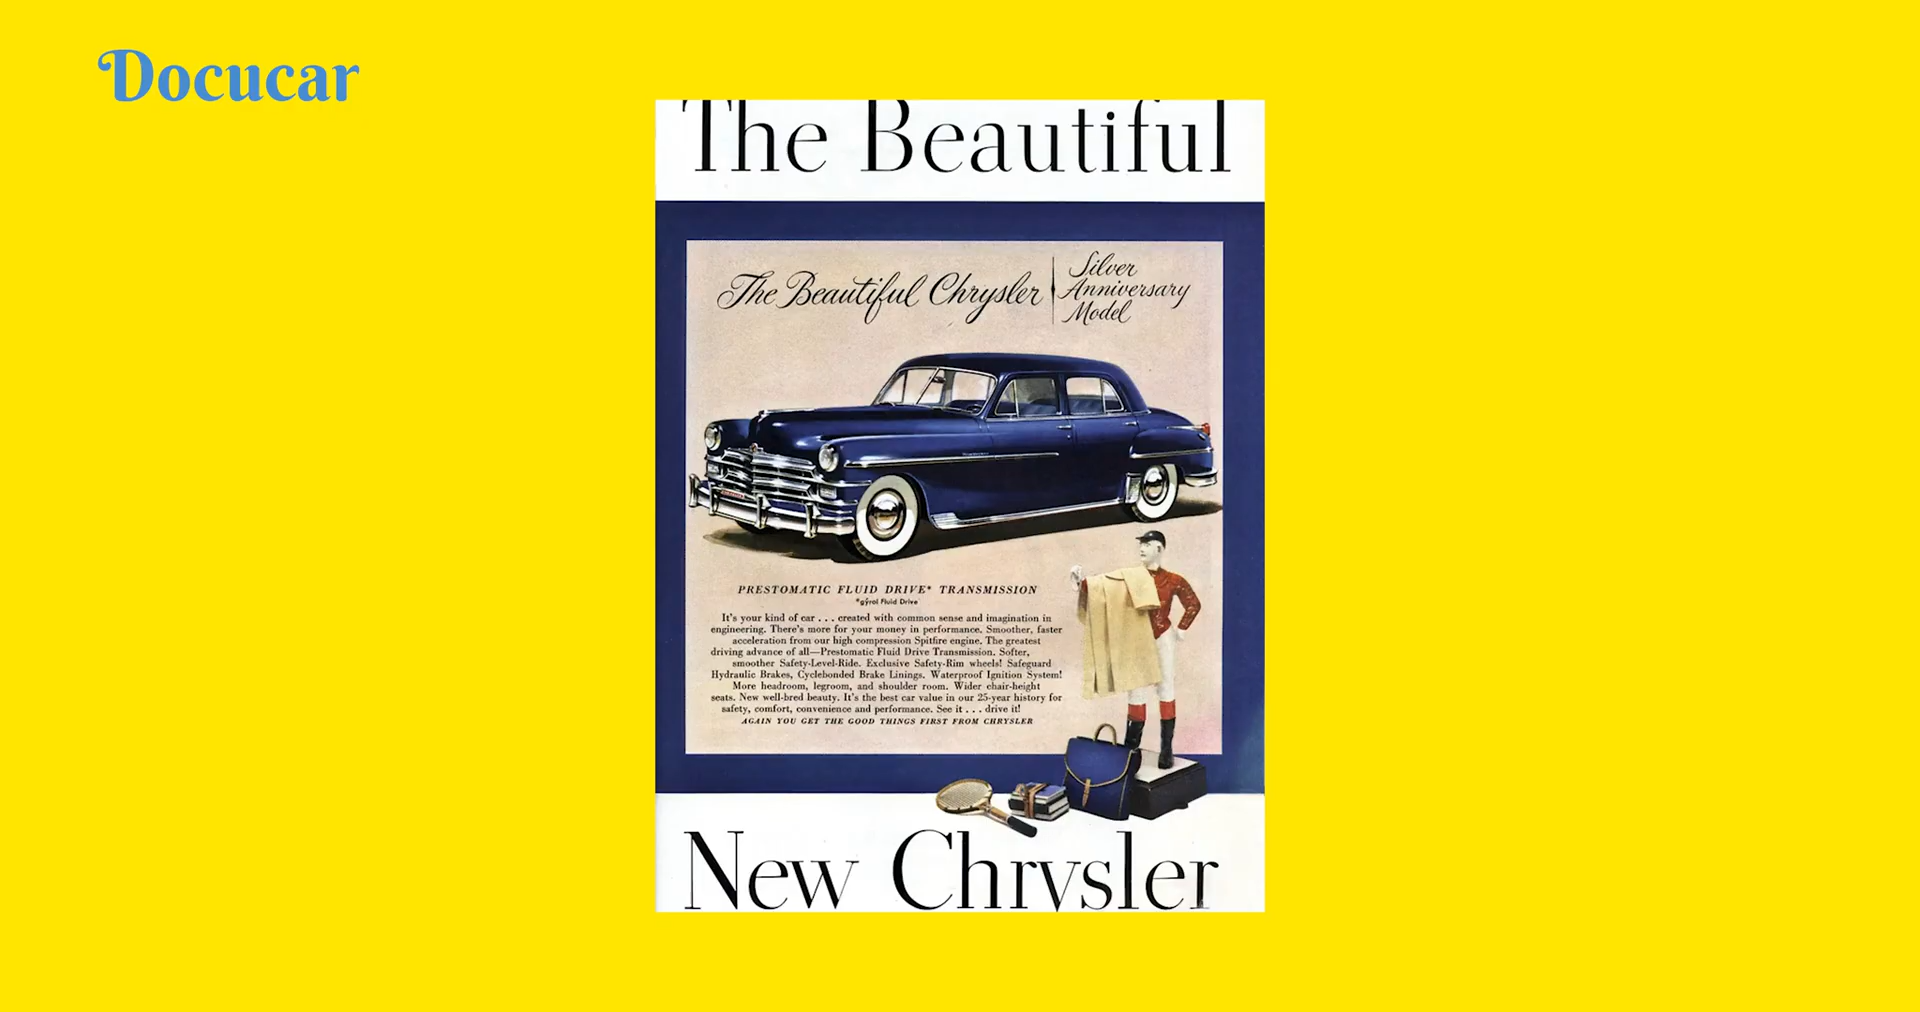 Docucar
The Beautiful
The Beautiful Chrysler
Silver
Anniversary
Model
PRESTOMATIC FLUID DRIVE* TRANSMISSION
*gýrol Fluid Drive
It's your kind of car . . . created with common sense and imagination in
engineering. There's more for your money in performance. Smoother, faster
acceleration from our high compression Spitfire engine. The greatest
driving advance of all—Prestomatic Fluid Drive Transmission. Softer,
smoother Safety-Level-Ride. Exclusive Safety-Rim wheels! Safeguard
Hydraulic Brakes, Cyclebonded Brake Linings. Waterproof Ignition System!
More headroom, legroom, and shoulder room. Wider chair-height
seats. New well-bred beauty. It's the best car value in our 25-year history for
safety, comfort, convenience and performance. See it . . . drive it!
AGAIN YOU GET THE GOOD THINGS FIRST FROM CHRYSLER
New Chrysler